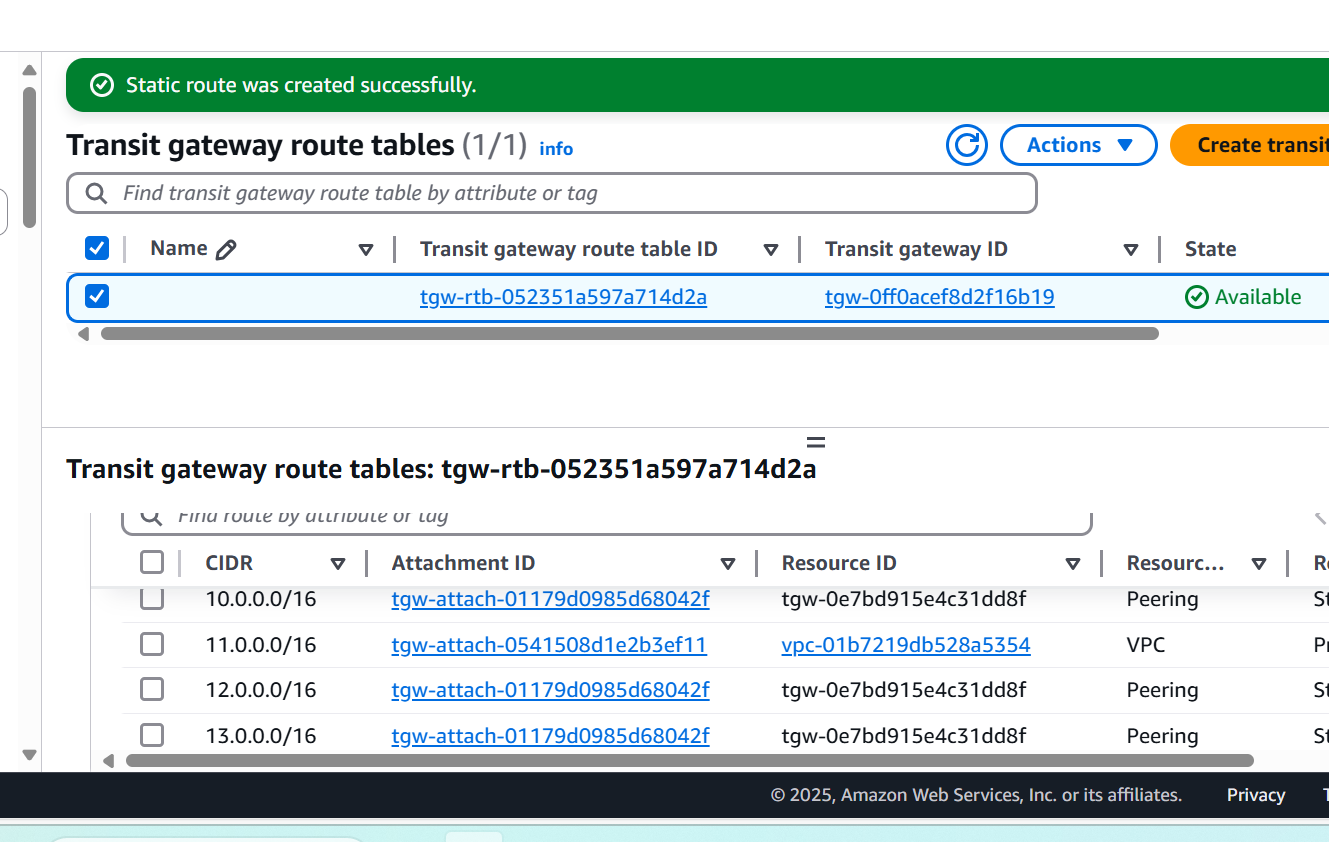 Static route was created successfully.
Transit gateway route tables (1/1) info
Actions
Create transit
Find transit gateway route table by attribute or tag
Name Transit gateway route table ID Transit gateway ID State
tgw-rtb-052351a597a714d2a tgw-0ff0acef8d2f16b19 Available
Transit gateway route tables: tgw-rtb-052351a597a714d2a
Find route by attribute or tag
CIDR Attachment ID Resource ID Resourc... R
10.0.0.0/16 tgw-attach-01179d0985d68042f tgw-0e7bd915e4c31dd8f Peering St
11.0.0.0/16 tgw-attach-0541508d1e2b3ef11 vpc-01b7219db528a5354 VPC Pr
12.0.0.0/16 tgw-attach-01179d0985d68042f tgw-0e7bd915e4c31dd8f Peering St
13.0.0.0/16 tgw-attach-01179d0985d68042f tgw-0e7bd915e4c31dd8f Peering St
© 2025, Amazon Web Services, Inc. or its affiliates. Privacy T